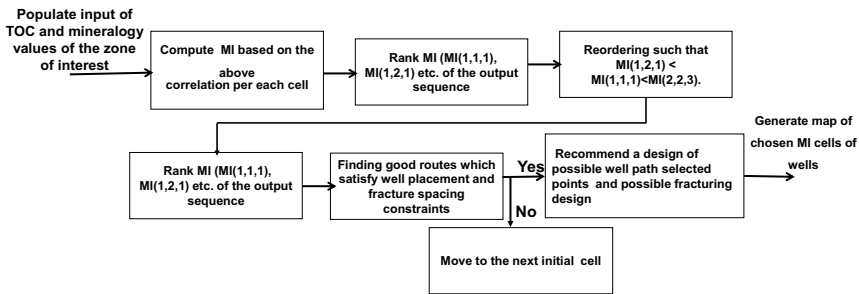 Populate input of
TOC and mineralogy
values of the zone
of interest
Compute MI based on the
above
correlation per each cell
Rank MI (MI(1,1,1),
MI(1,2,1) etc. of the output
sequence
Reordering such that
MI(1,2,1) <
MI(1,1,1)<MI(2,2,3).
Rank MI (MI(1,1,1),
MI(1,2,1) etc. of the output
sequence
Finding good routes which
satisfy well placement and
fracture spacing
constraints
Yes
No
Recommend a design of
possible well path selected
points and possible fracturing
design
Generate map of
chosen MI cells of
wells
Move to the next initial cell